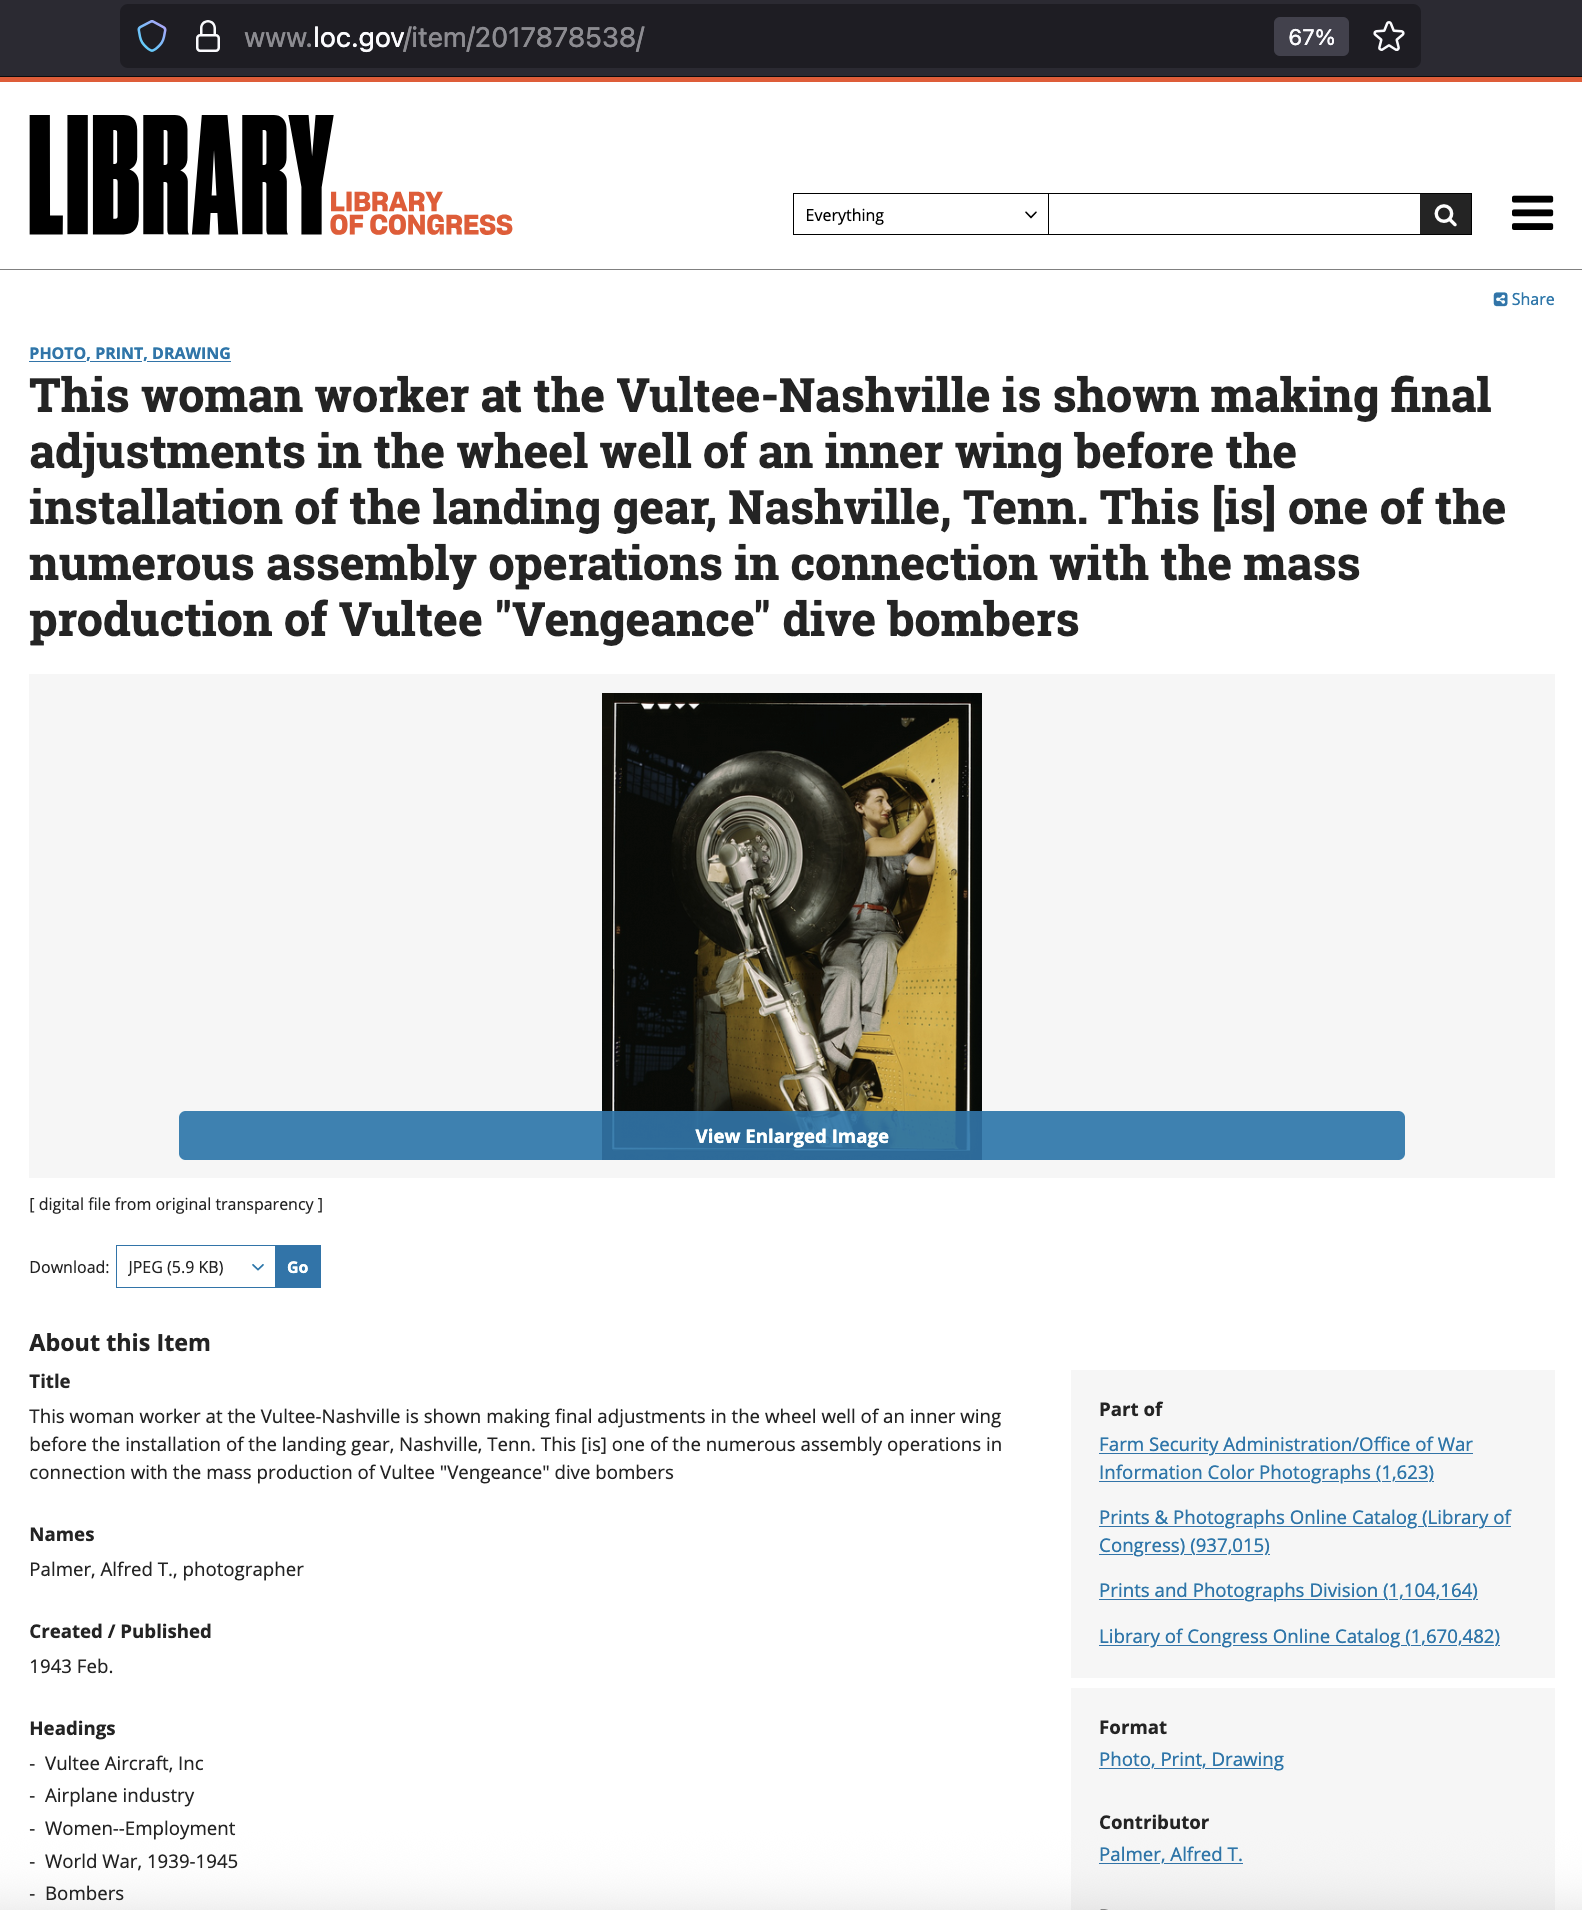 www.loc.gov/item/2017878538/
67%
LIBRARY
LIBRARY
OF CONGRESS
Everything
Share
PHOTO, PRINT, DRAWING
This woman worker at the Vultee-Nashville is shown making final
adjustments in the wheel well of an inner wing before the
installation of the landing gear, Nashville, Tenn. This [is] one of the
numerous assembly operations in connection with the mass
production of Vultee "Vengeance" dive bombers
View Enlarged Image
[ digital file from original transparency ]
Download: JPEG (5.9 KB) Go
About this Item
Title
This woman worker at the Vultee-Nashville is shown making final adjustments in the wheel well of an inner wing
before the installation of the landing gear, Nashville, Tenn. This [is] one of the numerous assembly operations in
connection with the mass production of Vultee "Vengeance" dive bombers
Names
Palmer, Alfred T., photographer
Created / Published
1943 Feb.
Headings
- Vultee Aircraft, Inc
- Airplane industry
- Women--Employment
- World War, 1939-1945
- Bombers
Part of
Farm Security Administration/Office of War
Information Color Photographs (1,623)
Prints & Photographs Online Catalog (Library of
Congress) (937,015)
Prints and Photographs Division (1,104,164)
Library of Congress Online Catalog (1,670,482)
Format
Photo, Print, Drawing
Contributor
Palmer, Alfred T.